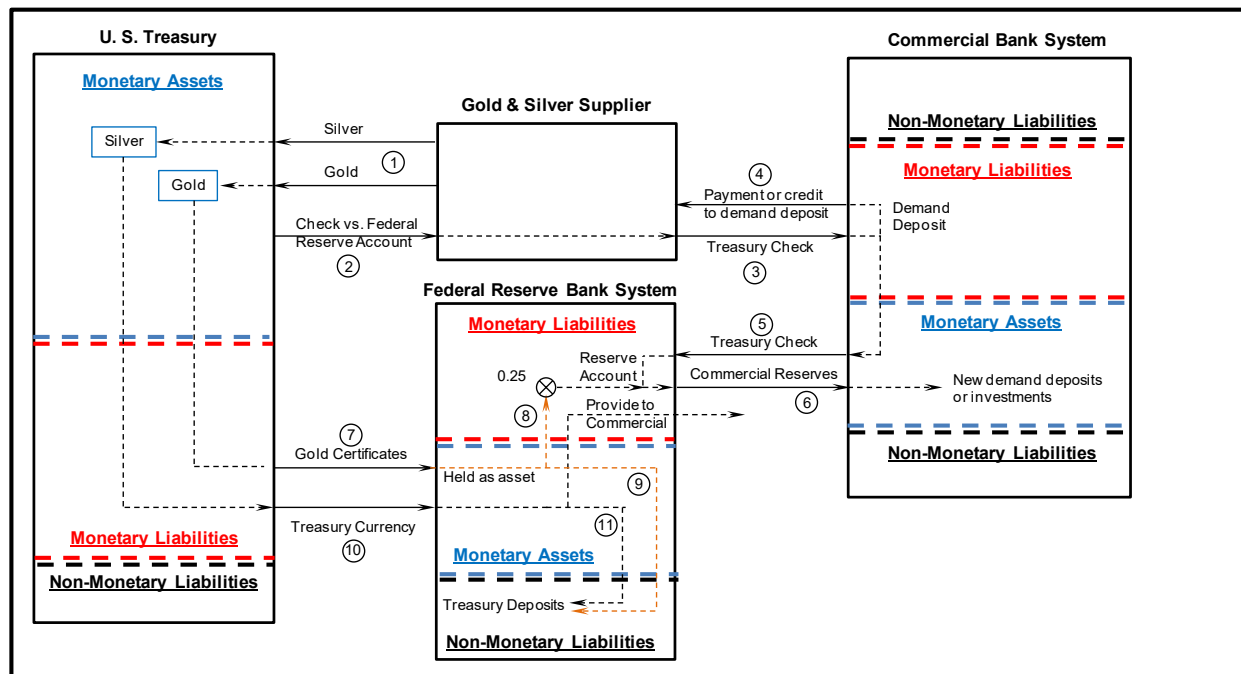 U. S. Treasury
Monetary Assets
Silver
Gold
Monetary Liabilities
Non-Monetary Liabilities
Gold & Silver Supplier
Silver
1
Gold
Check vs. Federal
Reserve Account
2
4
Payment or credit
to demand deposit
Treasury Check
3
Commercial Bank System
Non-Monetary Liabilities
Monetary Liabilities
Demand
Deposit
Monetary Assets
New demand deposits
or investments
Non-Monetary Liabilities
Federal Reserve Bank System
Monetary Liabilities
5
Treasury Check
Reserve
Account
Commercial Reserves
6
0.25
8
Provide to
Commercial
7
Gold Certificates
Held as asset
9
Treasury Currency
10
11
Monetary Assets
Treasury Deposits
Non-Monetary Liabilities